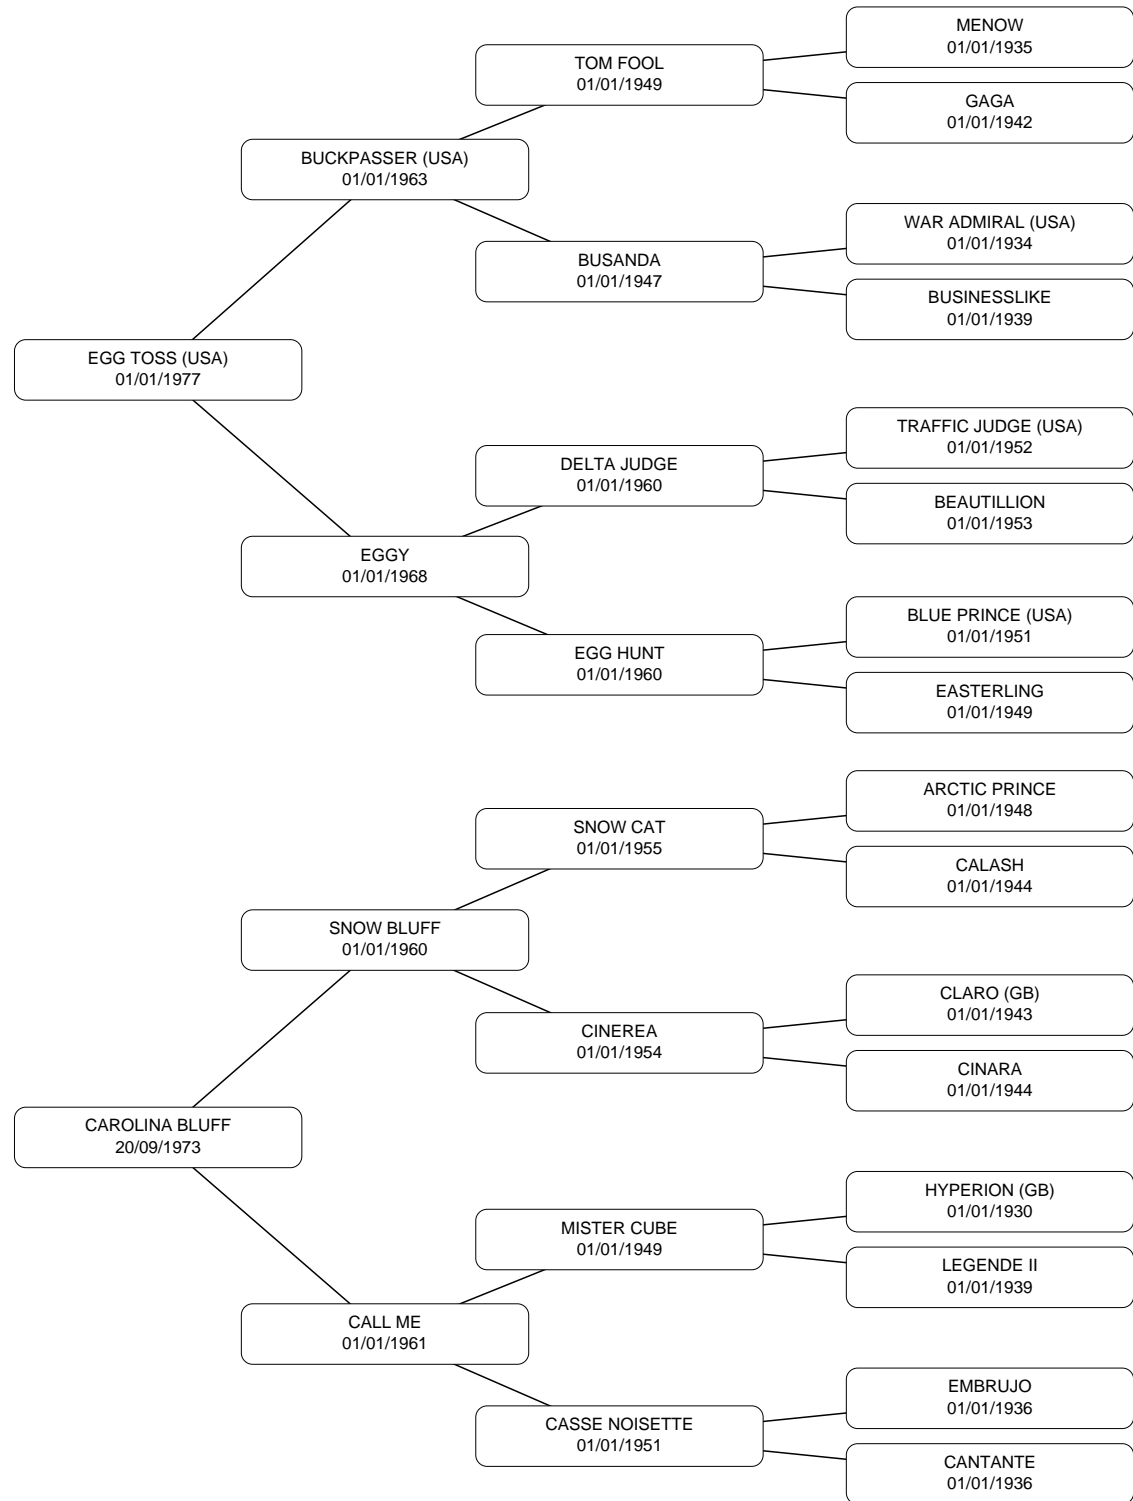 MENOW
01/01/1935
TOM FOOL
01/01/1949
GAGA
01/01/1942
BUCKPASSER (USA)
01/01/1963
WAR ADMIRAL (USA)
01/01/1934
BUSANDA
01/01/1947
BUSINESSLIKE
01/01/1939
EGG TOSS (USA)
01/01/1977
TRAFFIC JUDGE (USA)
01/01/1952
DELTA JUDGE
01/01/1960
BEAUTILLION
01/01/1953
EGGY
01/01/1968
BLUE PRINCE (USA)
01/01/1951
EGG HUNT
01/01/1960
EASTERLING
01/01/1949
ARCTIC PRINCE
01/01/1948
SNOW CAT
01/01/1955
CALASH
01/01/1944
SNOW BLUFF
01/01/1960
CLARO (GB)
01/01/1943
CINEREA
01/01/1954
CINARA
01/01/1944
CAROLINA BLUFF
20/09/1973
HYPERION (GB)
01/01/1930
MISTER CUBE
01/01/1949
LEGENDE II
01/01/1939
CALL ME
01/01/1961
EMBRUJO
01/01/1936
CASSE NOISETTE
01/01/1951
CANTANTE
01/01/1936